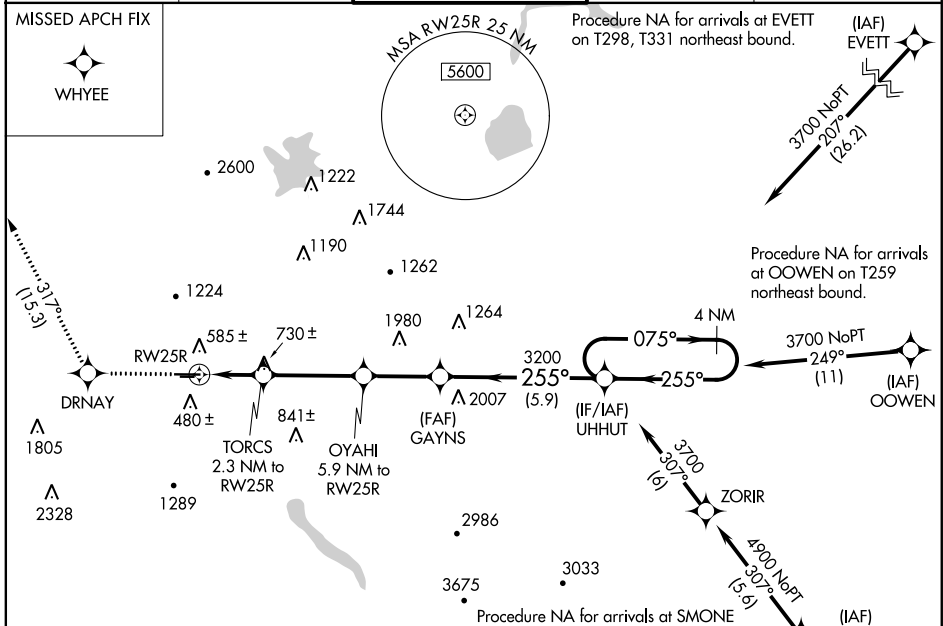 MISSED APCH FIX
WHYEE
MSA RW25R 25 NM
5600
Procedure NA for arrivals at EVETT
on T298, T331 northeast bound.
(IAF)
EVETT
3700 NoPT
207°
(26.2)
2600
1222
1744
1190
1262
Procedure NA for arrivals
at OOWEN on T259
northeast bound.
317°
(15.3)
1224
585 ±
730 ±
1980
1264
4 NM
075°
3700 NoPT
249°
(11)
(IAF)
OOWEN
RW25R
3200
255°
(5.9)
255°
DRNAY
480 ±
841 ±
2007
(FAF)
GAYNS
(IF/IAF)
UHHUT
1805
TORCS
2.3 NM to
RW25R
OYAHI
5.9 NM to
RW25R
3700
307°
(6)
ZORIR
2328
1289
2986
3675
3033
4900 NoPT
307°
(5.6)
Procedure NA for arrivals at SMONE
(IAF)